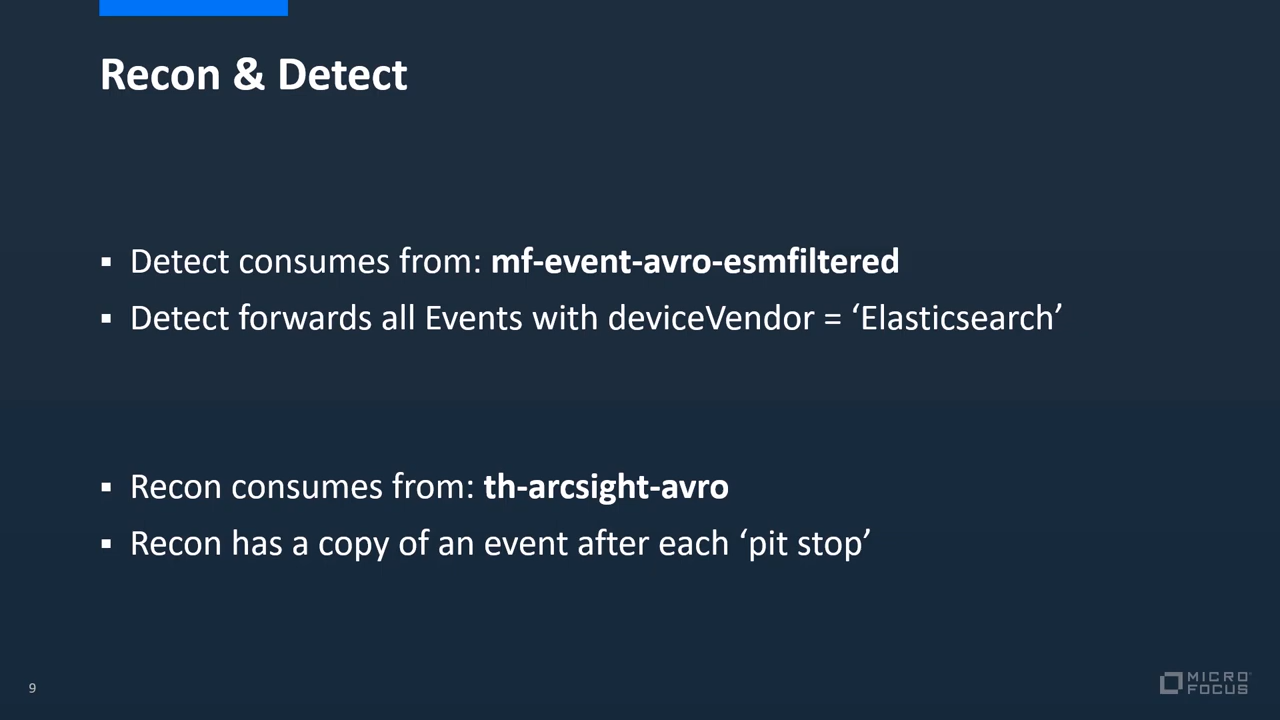 Recon & Detect
▪ Detect consumes from: mf-event-avro-esmfiltered
▪ Detect forwards all Events with deviceVendor = ‘Elasticsearch’
▪ Recon consumes from: th-arcsight-avro
▪ Recon has a copy of an event after each ‘pit stop’
9
MICRO
FOCUS